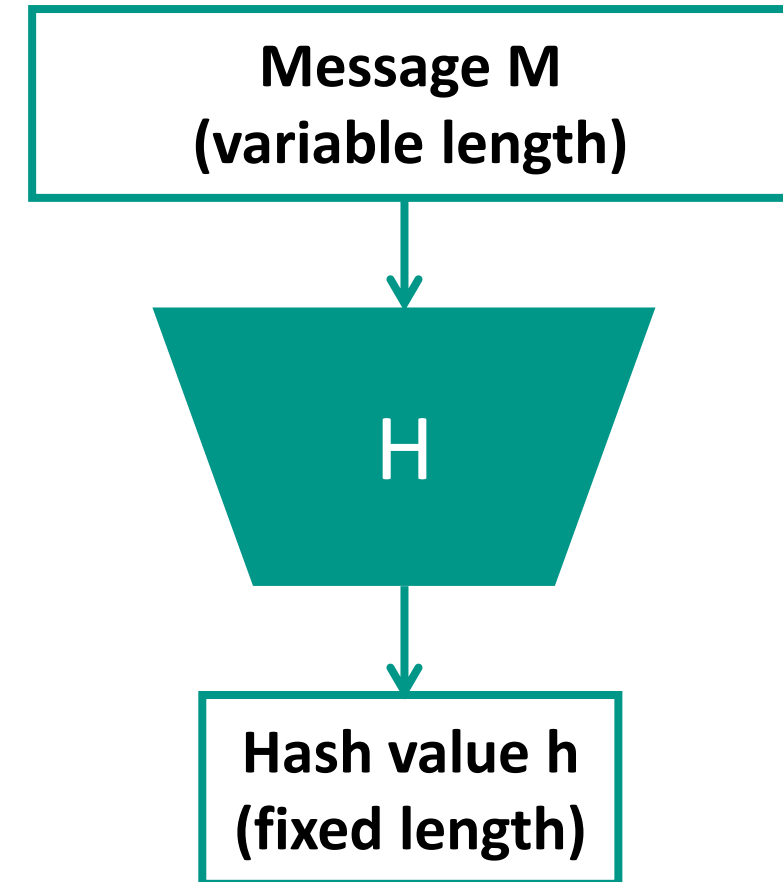 Message M
(variable length)
H
Hash value h
(fixed length)